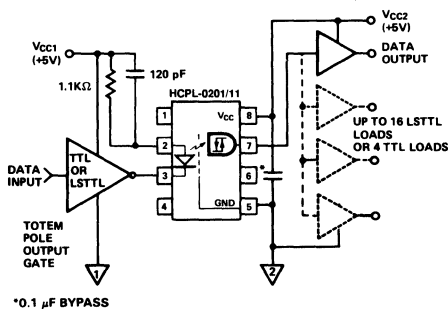 VCC1
(+5V)
1.1KΩ
120 pF
HCPL-0201/11
VCC2
(+5V)
DATA
OUTPUT
1
VCC
8
2
7
3
6
*
4
GND
5
UP TO 16 LSTTL
LOADS
OR 4 TTL LOADS
DATA
INPUT
TTL
OR
LSTTL
TOTEM
POLE
OUTPUT
GATE
1
2
*0.1 µF BYPASS